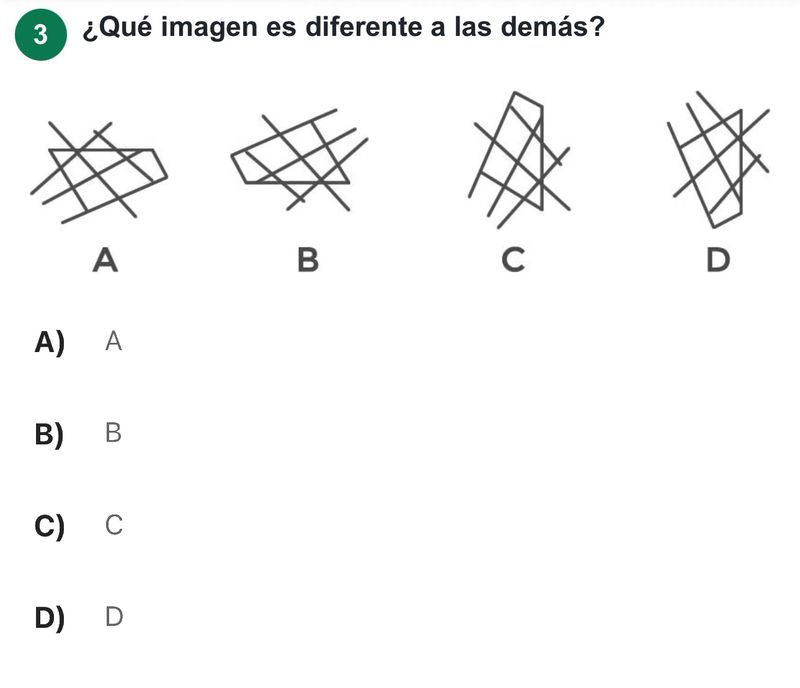 3 ¿Qué imagen es diferente a las demás?
A B C D
A) A
B) B
C) C
D) D